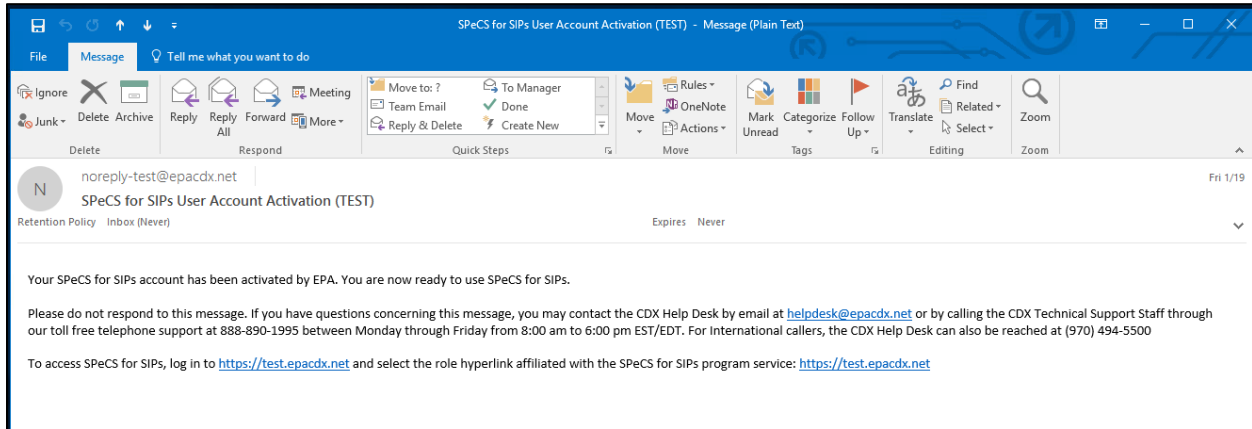 SPeCS for SIPs User Account Activation (TEST) - Message (Plain Text)
File Message Tell me what you want to do
Ignore
Junk
Delete
Archive
Reply
Reply All
Forward
Meeting
More
Move to: ?
Team Email
Reply & Delete
To Manager
Done
Create New
Move
Rules
OneNote
Actions
Mark Unread
Categorize
Follow Up
Translate
Find
Related
Select
Zoom
Delete Respond Quick Steps Move Tags Editing Zoom
N
noreply-test@epacdx.net
Fri 1/19
SPeCS for SIPs User Account Activation (TEST)
Retention Policy Inbox (Never) Expires Never
Your SPeCS for SIPs account has been activated by EPA. You are now ready to use SPeCS for SIPs.
Please do not respond to this message. If you have questions concerning this message, you may contact the CDX Help Desk by email at helpdesk@epacdx.net or by calling the CDX Technical Support Staff through
our toll free telephone support at 888-890-1995 between Monday through Friday from 8:00 am to 6:00 pm EST/EDT. For International callers, the CDX Help Desk can also be reached at (970) 494-5500
To access SPeCS for SIPs, log in to https://test.epacdx.net and select the role hyperlink affiliated with the SPeCS for SIPs program service: https://test.epacdx.net